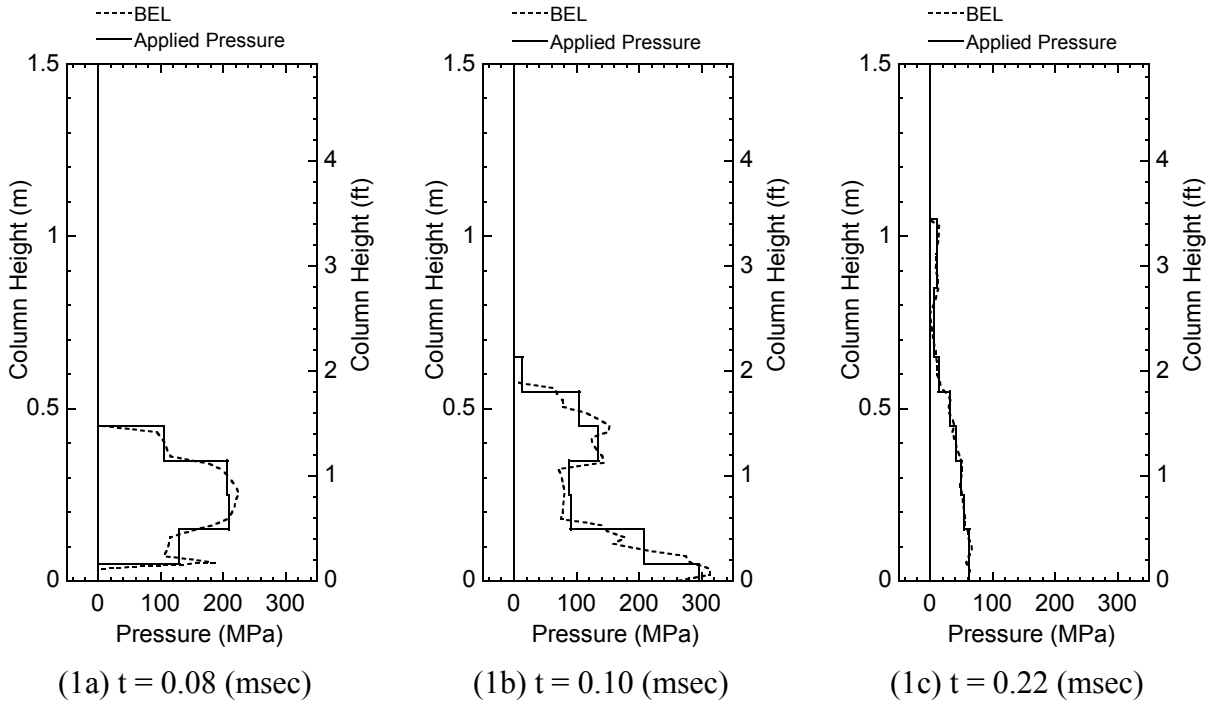 BEL
Applied Pressure
1.5
1
0.5
0
Column Height (m)
4
3
2
1
0
Column Height (ft)
0 100 200 300
Pressure (MPa)
(1a) t = 0.08 (msec)
BEL
Applied Pressure
1.5
1
0.5
0
Column Height (m)
4
3
2
1
0
Column Height (ft)
0 100 200 300
Pressure (MPa)
(1b) t = 0.10 (msec)
BEL
Applied Pressure
1.5
1
0.5
0
Column Height (m)
4
3
2
1
0
Column Height (ft)
0 100 200 300
Pressure (MPa)
(1c) t = 0.22 (msec)